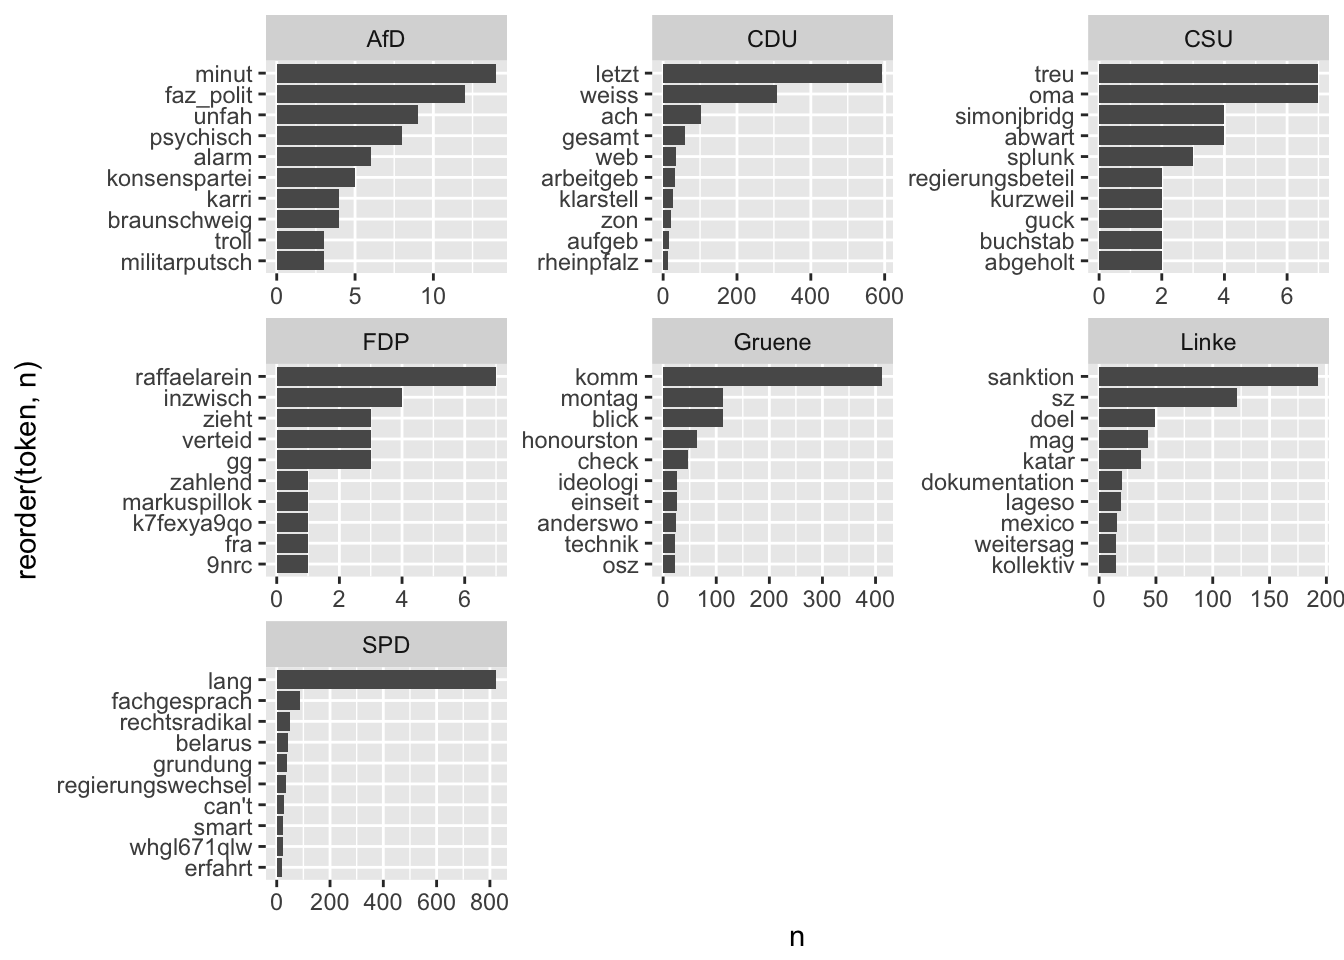 AfD
minut
faz_polit
unfah
psychisch
alarm
konsenspartei
karri
braunschweig
troll
militarputsch
0 5 10
CDU
letzt
weiss
ach
gesamt
web
arbeitgeb
klarstell
zon
aufgeb
rheinpfalz
0 200 400 600
CSU
treu
oma
simonjbridg
abwart
splunk
regierungsbeteil
kurzweil
guck
buchstab
abgeholt
0 2 4 6
FDP
raffaelarein
inzwisch
zieht
verteid
gg
zahlend
markuspillok
k7fexya9qo
fra
9nrc
0 2 4 6
Gruene
komm
montag
blick
honourston
check
ideologi
einseit
anderswo
technik
osz
0 100 200 300 400
Linke
sanktion
sz
doel
mag
katar
dokumentation
lageso
mexico
weitersag
kollektiv
0 50 100 150 200
SPD
lang
fachgesprach
rechtsradikal
belarus
grundung
regierungswechsel
can't
smart
whgl671qlw
erfahrt
0 200 400 600 800
reorder(token, n)
n